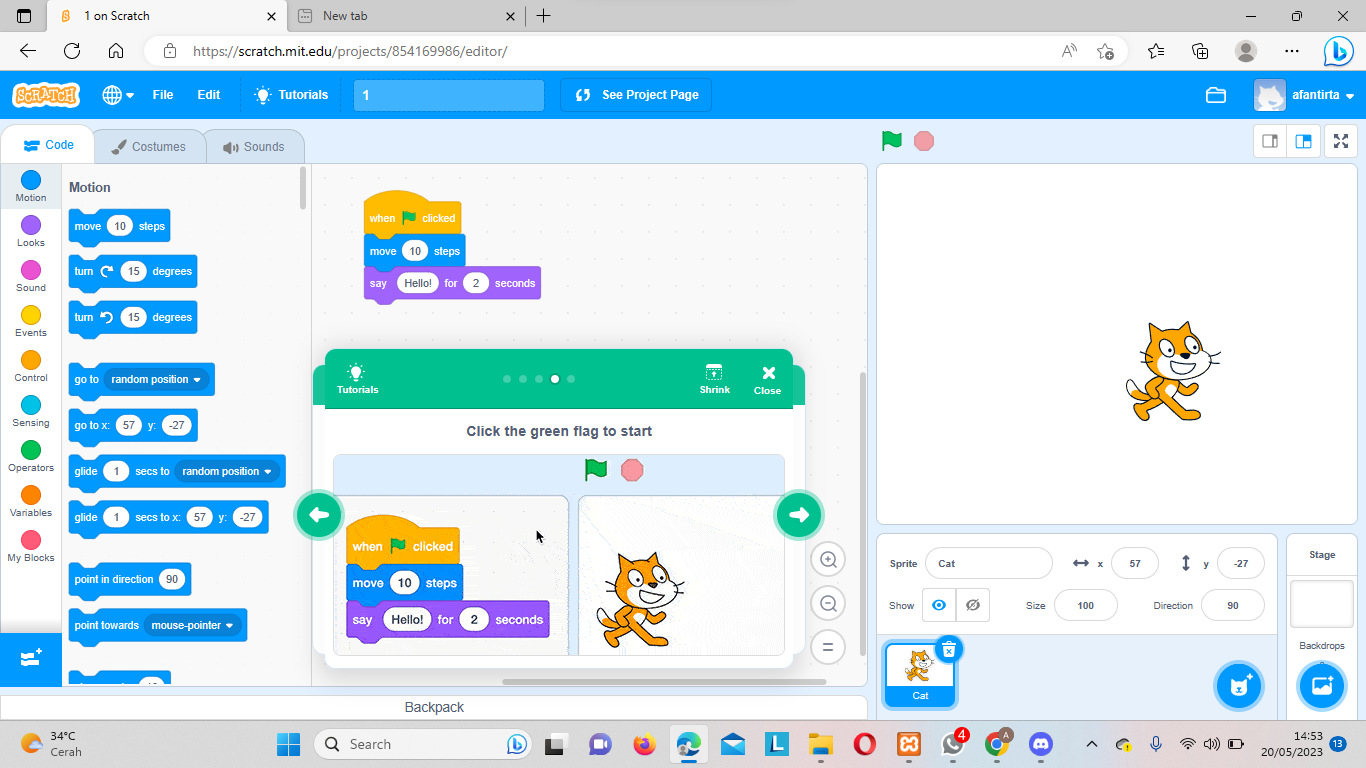 1 on Scratch
New tab
https://scratch.mit.edu/projects/854169986/editor/
SCRATCH
File
Edit
Tutorials
1
See Project Page
afantirta
Code
Costumes
Sounds
Motion
Looks
Sound
Events
Control
Sensing
Operators
Variables
My Blocks
Motion
move 10 steps
turn 15 degrees
turn 15 degrees
go to random position
go to x: 57 y: -27
glide 1 secs to random position
glide 1 secs to x: 57 y: -27
point in direction 90
point towards mouse-pointer
when clicked
move 10 steps
say Hello! for 2 seconds
Tutorials
Shrink
Close
Click the green flag to start
when clicked
move 10 steps
say Hello! for 2 seconds
Backpack
Sprite Cat x 57 y -27
Show Size 100 Direction 90
Cat
Stage
Backdrops
34°C
Cerah
Search
4
A
14:53
20/05/2023
13